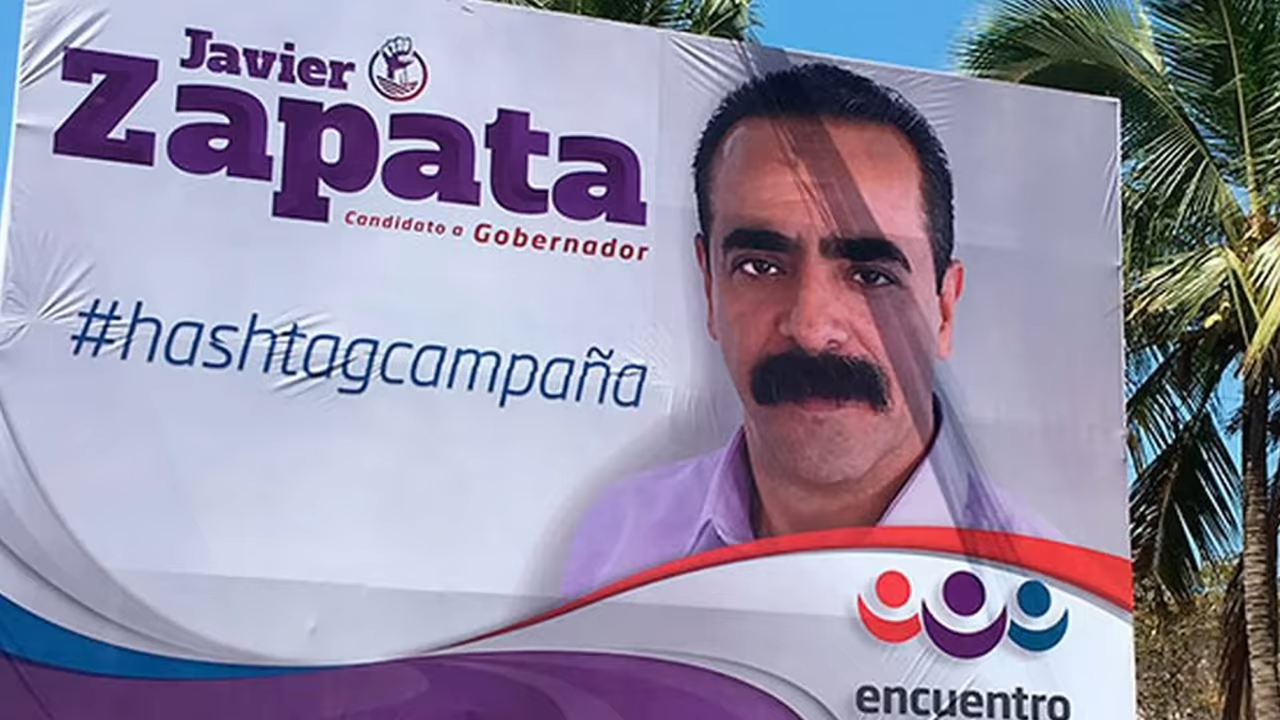 Javier
Zapata
Candidato a Gobernador
#hashtagcampaña
encuentro